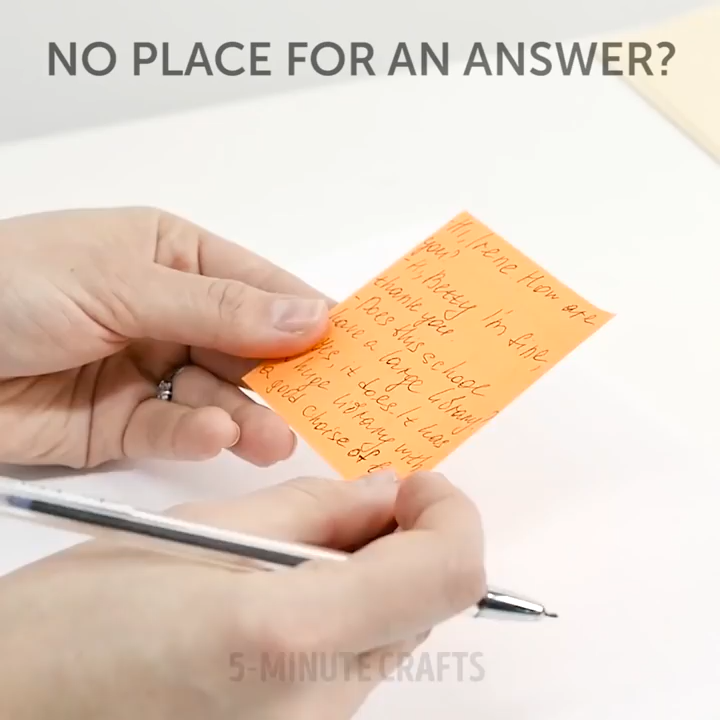 NO PLACE FOR AN ANSWER?
-Hi, Irene How are
you?
-Hi, Betty I'm fine,
thank you.
-Does this school
have a large library?
Yes, it does. It has
a huge library with
a good choise of
5-MINUTE CRAFTS